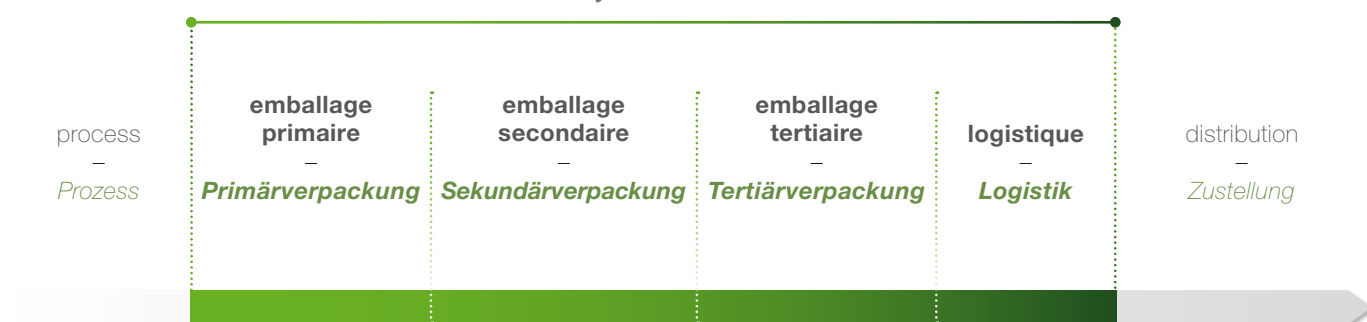 process
–
Prozess
emballage
primaire
–
Primärverpackung
emballage
secondaire
–
Sekundärverpackung
emballage
tertiaire
–
Tertiärverpackung
logistique
–
Logistik
distribution
–
Zustellung